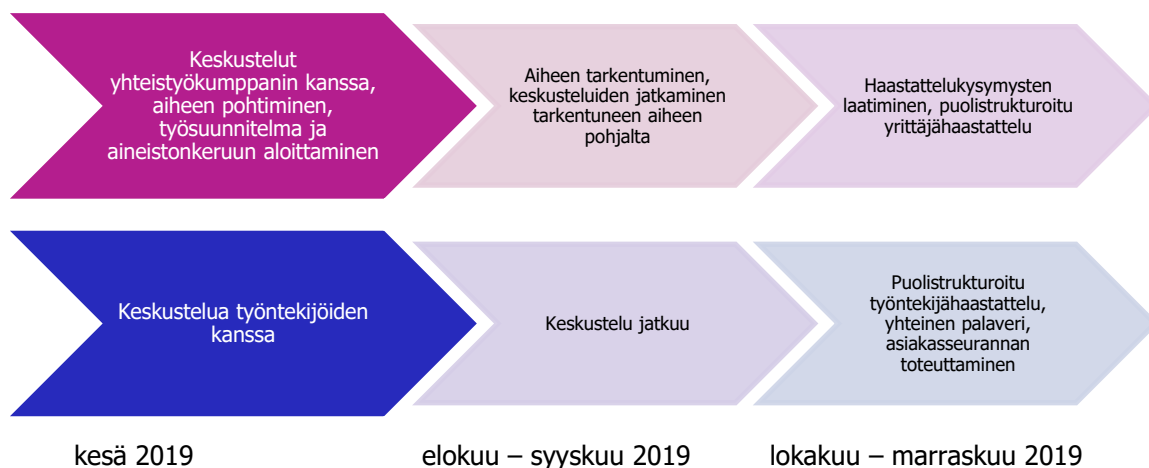 Keskustelut
yhteistyökumppanin kanssa,
aiheen pohtiminen,
työsuunnitelma ja
aineistonkeruun aloittaminen
Aiheen tarkentuminen,
keskusteluiden jatkaminen
tarkentuneen aiheen
pohjalta
Haastattelukysymysten
laatiminen, puolistrukturoitu
yrittäjähaastattelu
Keskustelua työntekijöiden
kanssa
Keskustelu jatkuu
Puolistrukturoitu
työntekijähaastattelu,
yhteinen palaveri,
asiakasseurannan
toteuttaminen
kesä 2019
elokuu – syyskuu 2019
lokakuu – marraskuu 2019